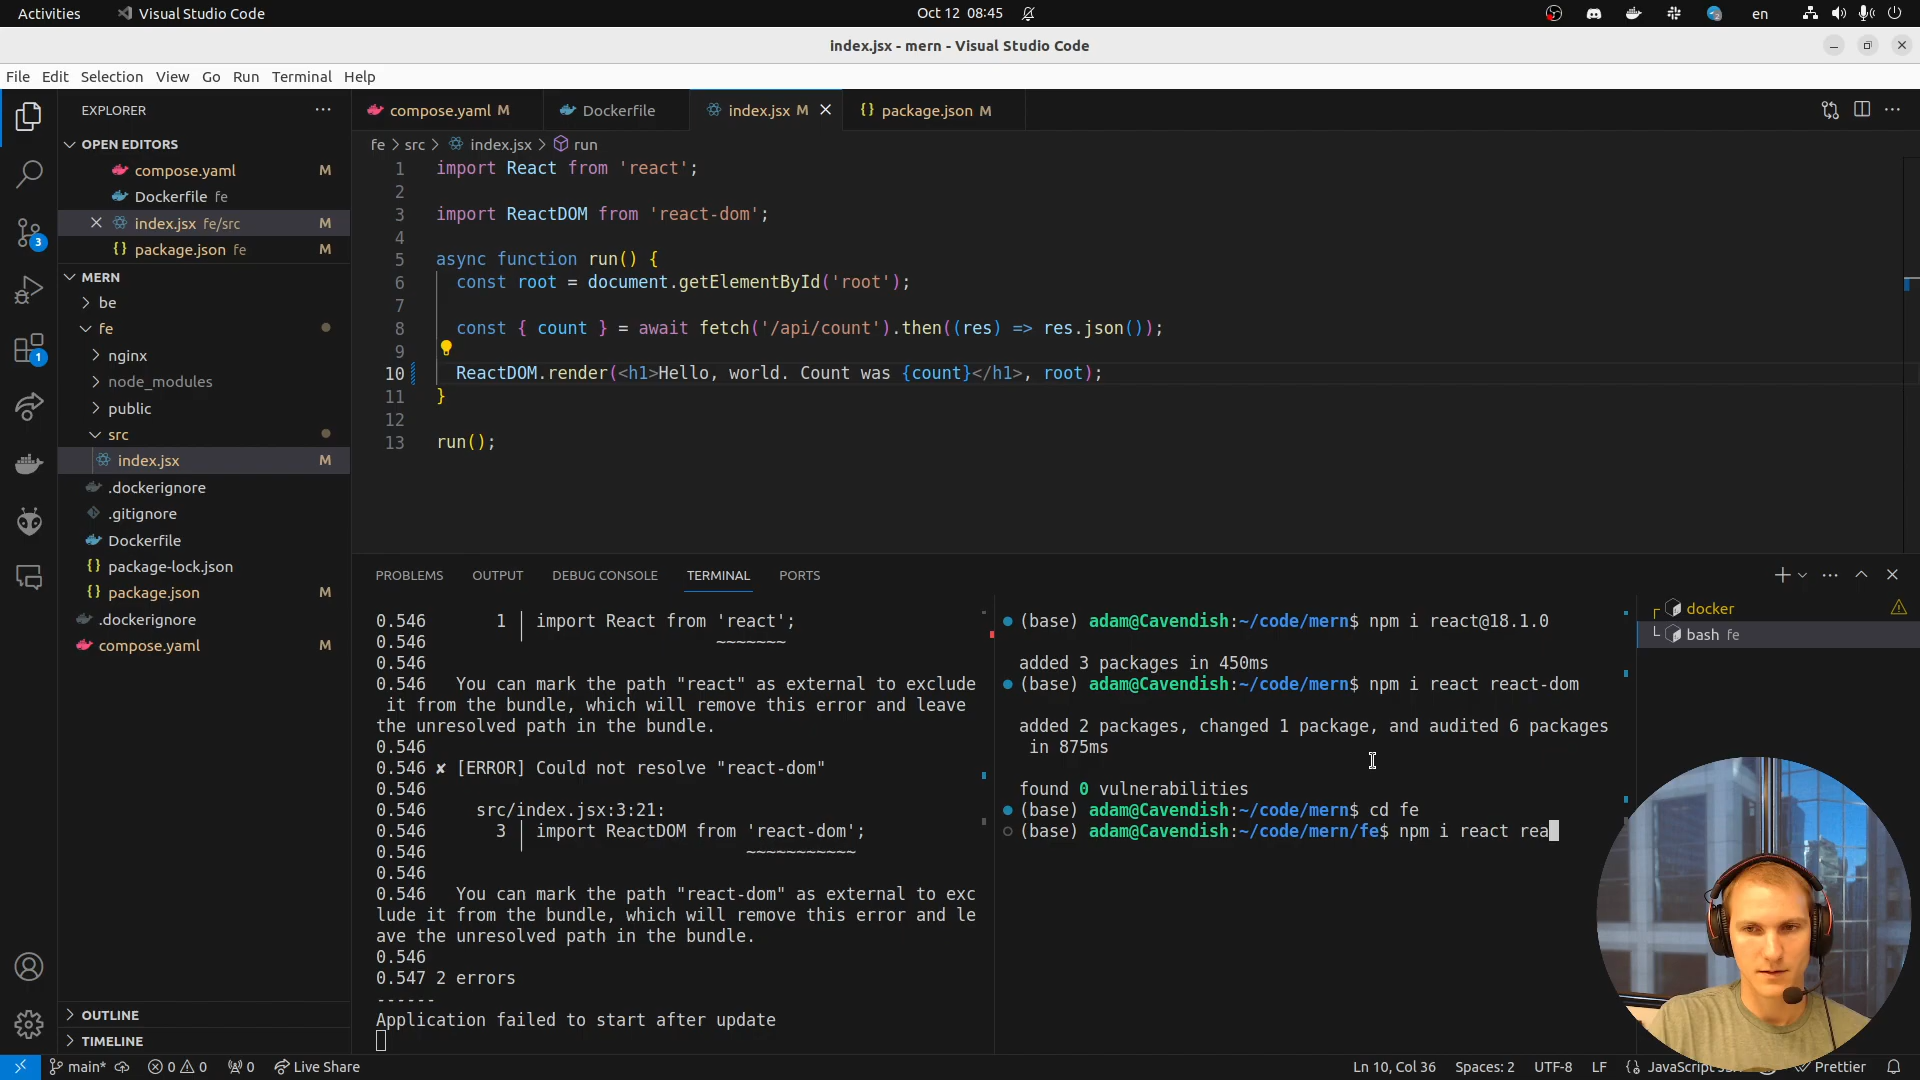 Activities
Visual Studio Code
Oct 12 08:45
en
index.jsx - mern - Visual Studio Code
File Edit Selection View Go Run Terminal Help
EXPLORER
compose.yaml M
Dockerfile
index.jsx M
package.json M
OPEN EDITORS
compose.yaml M
Dockerfile fe
index.jsx fe/src M
package.json fe M
MERN
be
fe
nginx
node_modules
public
src
index.jsx M
.dockerignore
.gitignore
Dockerfile
package-lock.json
package.json M
.dockerignore
compose.yaml M
OUTLINE
TIMELINE
3
1
fe > src > index.jsx > run
1 import React from 'react';
2
3 import ReactDOM from 'react-dom';
4
5 async function run() {
6 const root = document.getElementById('root');
7
8 const { count } = await fetch('/api/count').then((res) => res.json());
9
10 ReactDOM.render(<h1>Hello, world. Count was {count}</h1>, root);
11 }
12
13 run();
PROBLEMS OUTPUT DEBUG CONSOLE TERMINAL PORTS
0.546 1 │ import React from 'react';
0.546 ~~~~~~~
0.546
0.546 You can mark the path "react" as external to exclude
it from the bundle, which will remove this error and leave
the unresolved path in the bundle.
0.546
0.546 ✘ [ERROR] Could not resolve "react-dom"
0.546
0.546 src/index.jsx:3:21:
0.546 3 │ import ReactDOM from 'react-dom';
0.546 ~~~~~~~~~~~
0.546
0.546 You can mark the path "react-dom" as external to exc
lude it from the bundle, which will remove this error and le
ave the unresolved path in the bundle.
0.546
0.547 2 errors
------
Application failed to start after update
(base) adam@Cavendish:~/code/mern$ npm i react@18.1.0
added 3 packages in 450ms
(base) adam@Cavendish:~/code/mern$ npm i react react-dom
added 2 packages, changed 1 package, and audited 6 packages
in 875ms
found 0 vulnerabilities
(base) adam@Cavendish:~/code/mern$ cd fe
(base) adam@Cavendish:~/code/mern/fe$ npm i react rea
docker
bash fe
main*
0 0
0
Live Share
Ln 10, Col 36
Spaces: 2
UTF-8
LF
Prettier